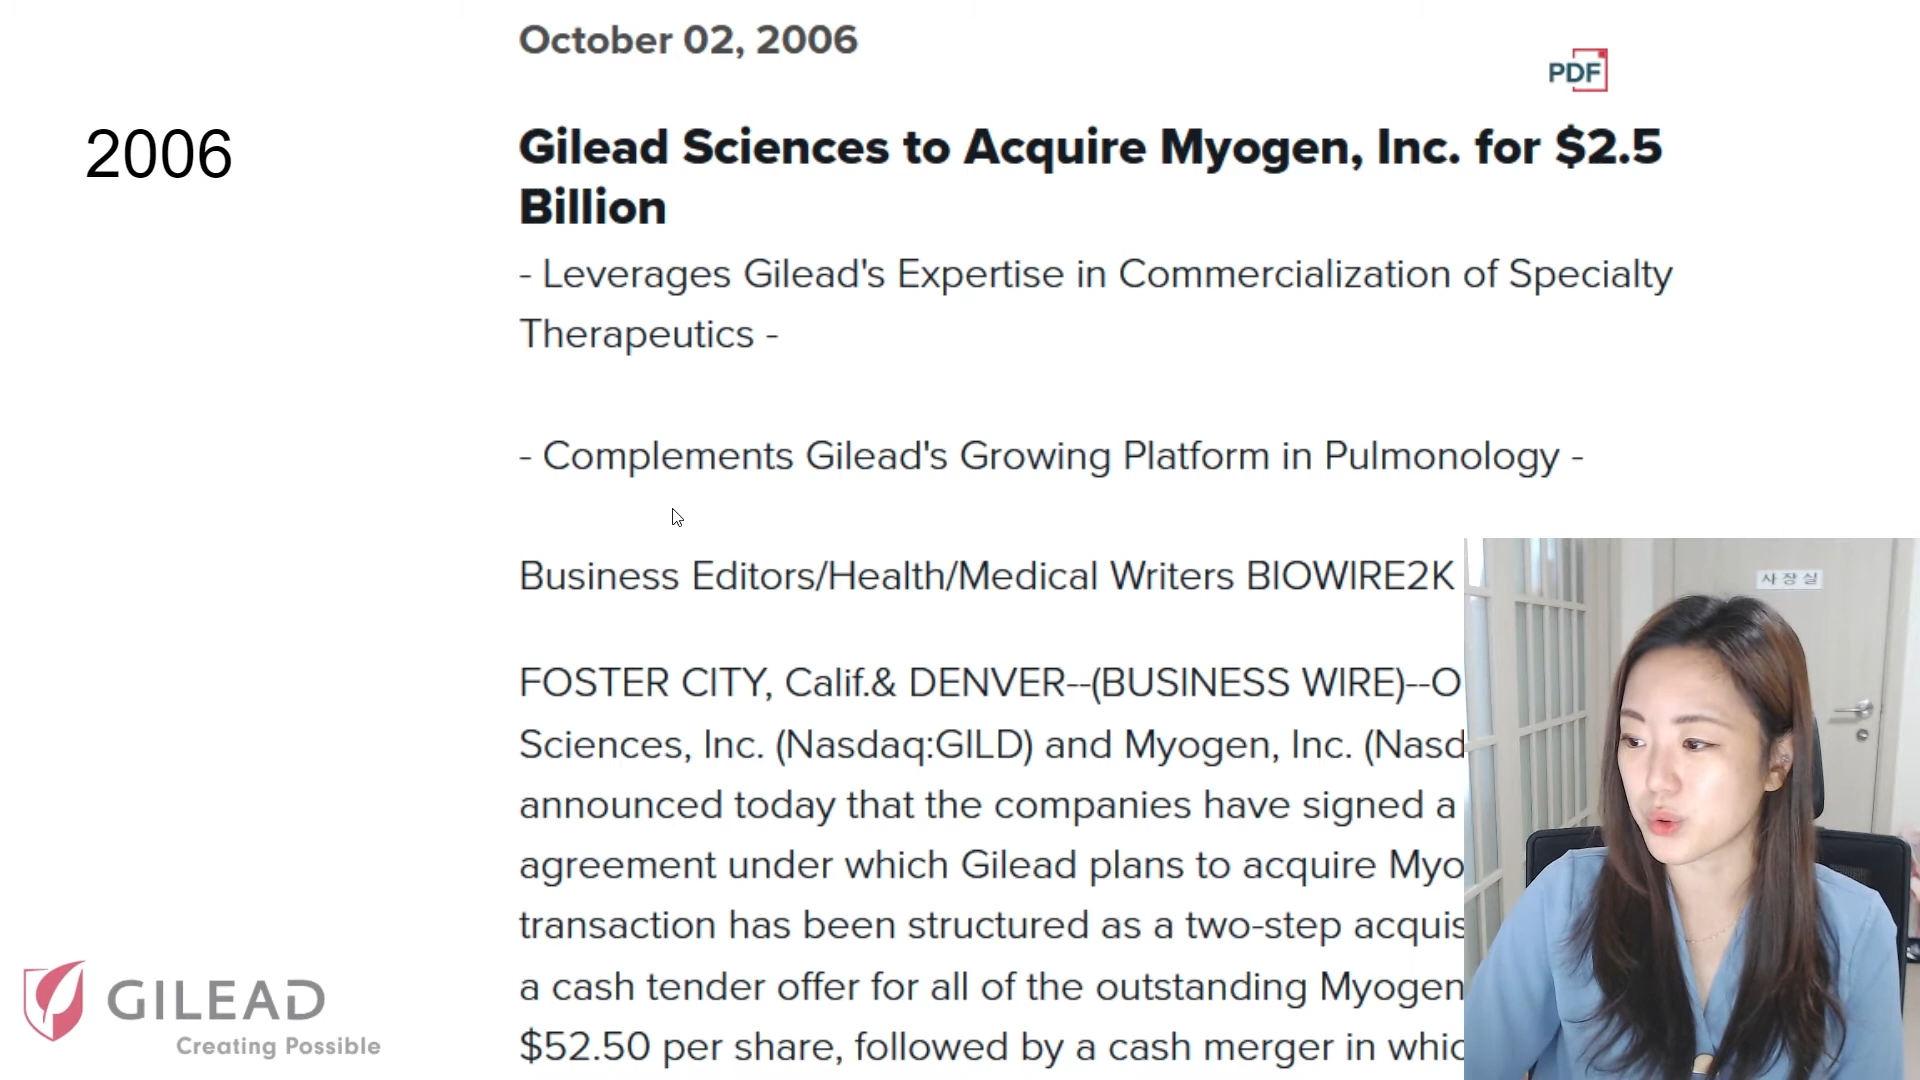 October 02, 2006
PDF
2006
Gilead Sciences to Acquire Myogen, Inc. for $2.5
Billion
- Leverages Gilead's Expertise in Commercialization of Specialty
Therapeutics -
- Complements Gilead's Growing Platform in Pulmonology -
Business Editors/Health/Medical Writers BIOWIRE2K
FOSTER CITY, Calif.& DENVER--(BUSINESS WIRE)--O
Sciences, Inc. (Nasdaq:GILD) and Myogen, Inc. (Nasd
announced today that the companies have signed a
agreement under which Gilead plans to acquire Myo
transaction has been structured as a two-step acquis
a cash tender offer for all of the outstanding Myogen
$52.50 per share, followed by a cash merger in whic
사장실
GILEAD
Creating Possible